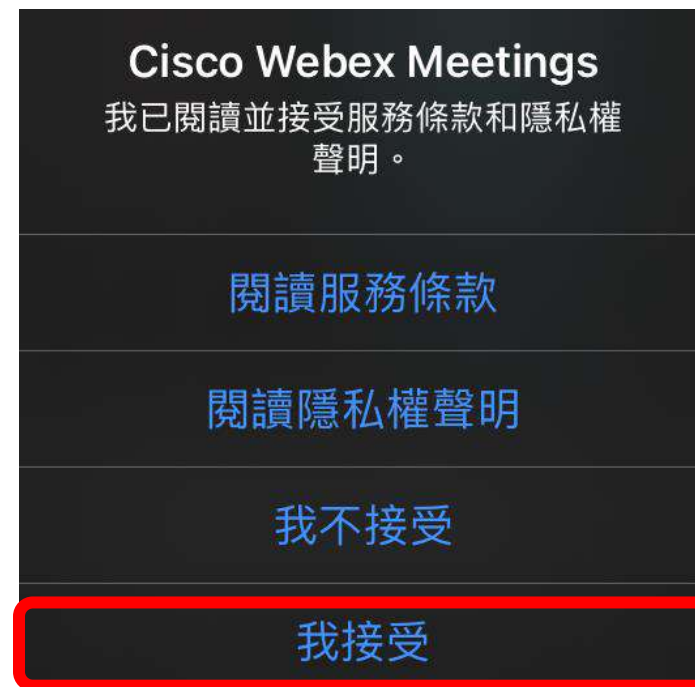 Cisco Webex Meetings
我已閱讀並接受服務條款和隱私權
聲明。
閱讀服務條款
閱讀隱私權聲明
我不接受
我接受